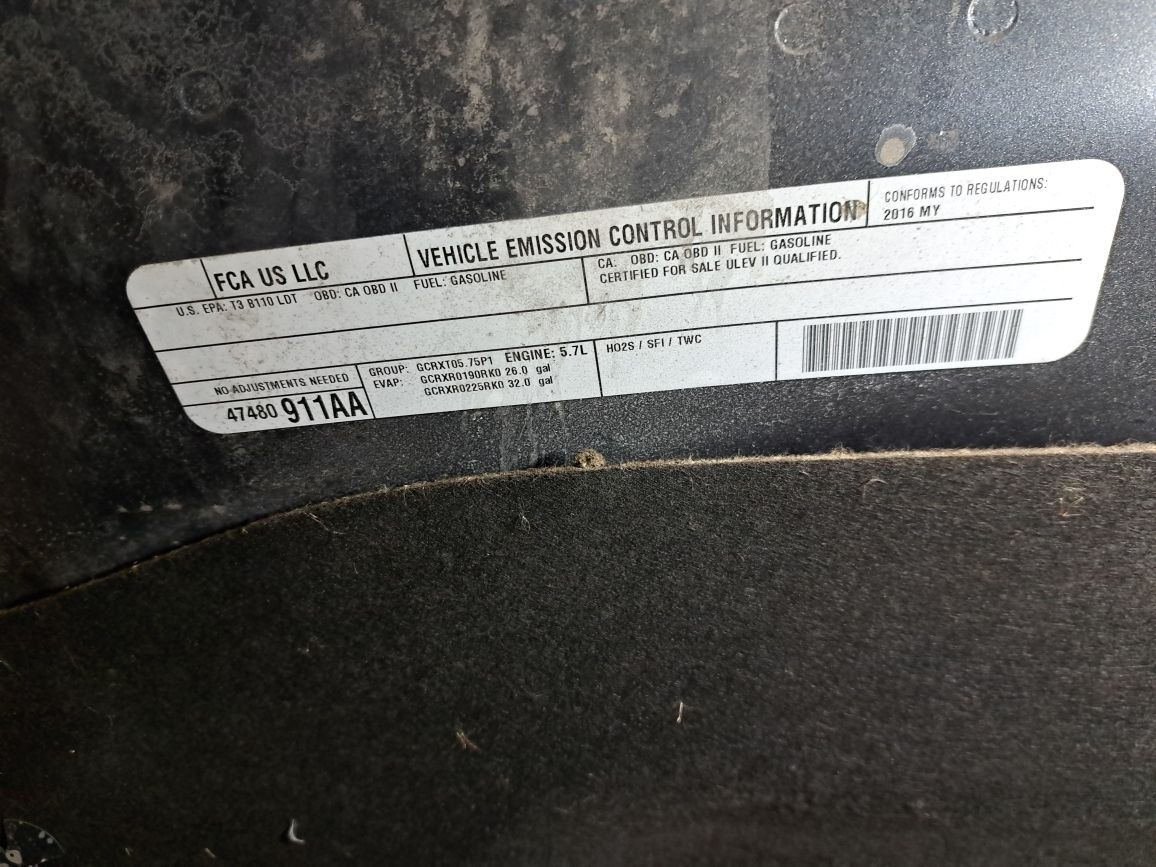 FCA US LLC
VEHICLE EMISSION CONTROL INFORMATION
CONFORMS TO REGULATIONS:
2016 MY
U.S. EPA: T3 B110 LDT OBD: CA OBD II FUEL: GASOLINE
CA: OBD: CA OBD II FUEL: GASOLINE
CERTIFIED FOR SALE ULEV II QUALIFIED.
NO ADJUSTMENTS NEEDED
47480 911AA
GROUP: GCRXT05.75P1 ENGINE: 5.7L
EVAP: GCRXR0190RK0 26.0 gal
GCRXR0225RK0 32.0 gal
HO2S / SFI / TWC